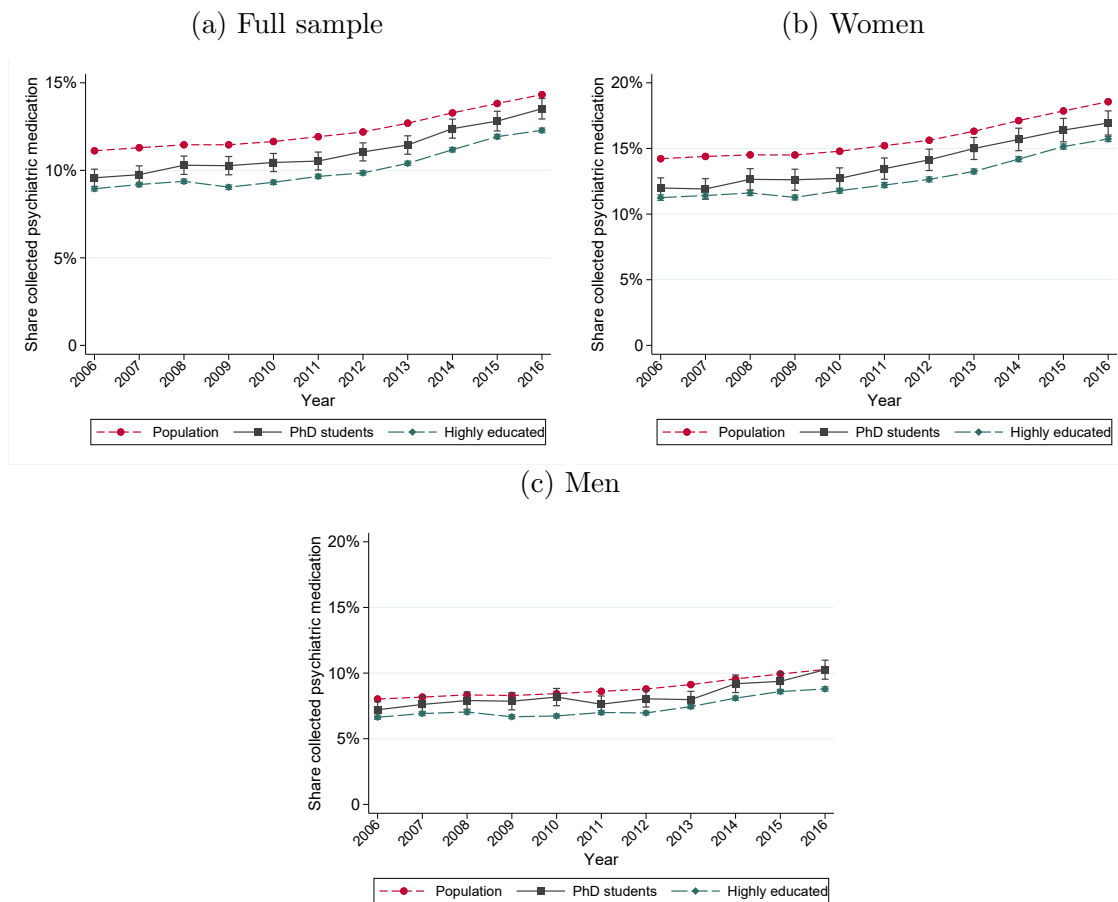 (a) Full sample
Share collected psychiatric medication
15%
10%
5%
0
2006 2007 2008 2009 2010 2011 2012 2013 2014 2015 2016
Year
Population PhD students Highly educated
(b) Women
Share collected psychiatric medication
20%
15%
10%
5%
0
2006 2007 2008 2009 2010 2011 2012 2013 2014 2015 2016
Year
Population PhD students Highly educated
(c) Men
Share collected psychiatric medication
20%
15%
10%
5%
0
2006 2007 2008 2009 2010 2011 2012 2013 2014 2015 2016
Year
Population PhD students Highly educated